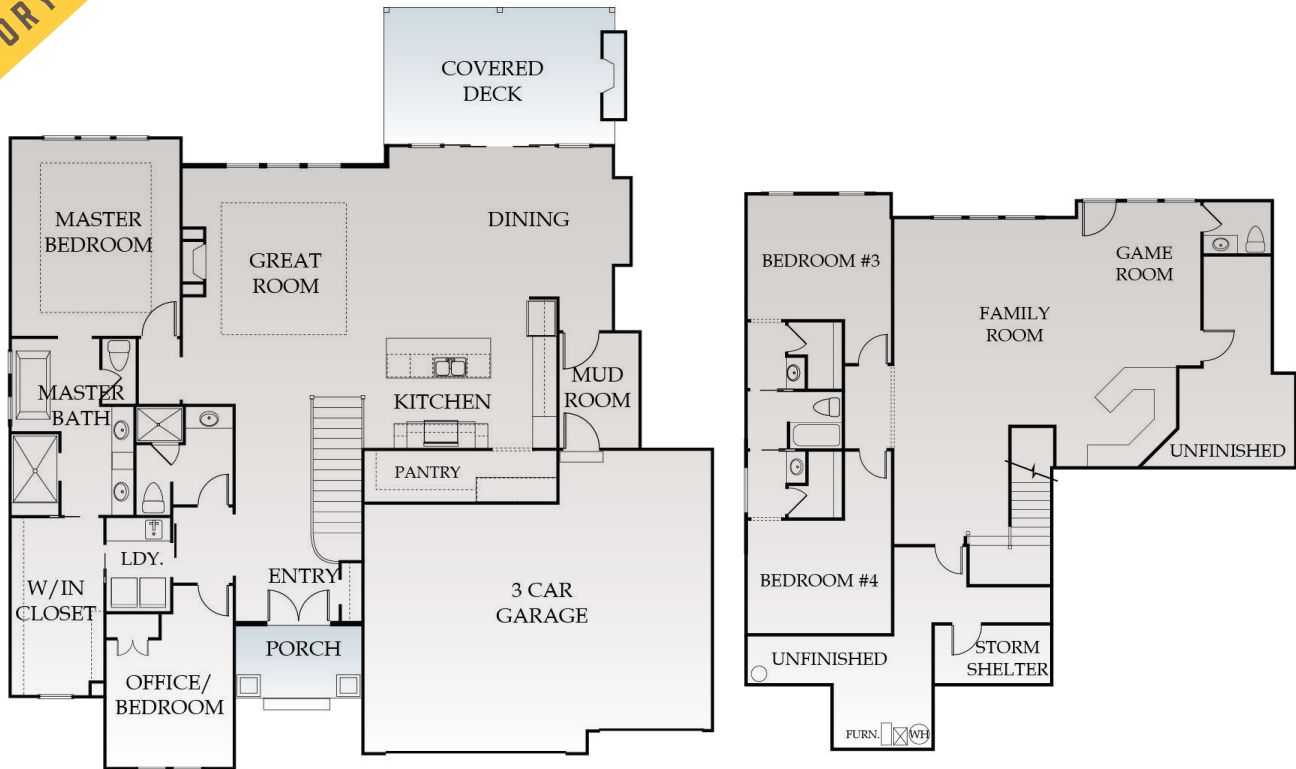 ORY
COVERED
DECK
MASTER
BEDROOM
GREAT
ROOM
DINING
MASTER
BATH
KITCHEN
MUD
ROOM
PANTRY
LDY.
W/IN
CLOSET
ENTRY
3 CAR
GARAGE
PORCH
OFFICE/
BEDROOM
BEDROOM #3
GAME
ROOM
FAMILY
ROOM
UNFINISHED
BEDROOM #4
UNFINISHED
STORM
SHELTER
FURN.
WH